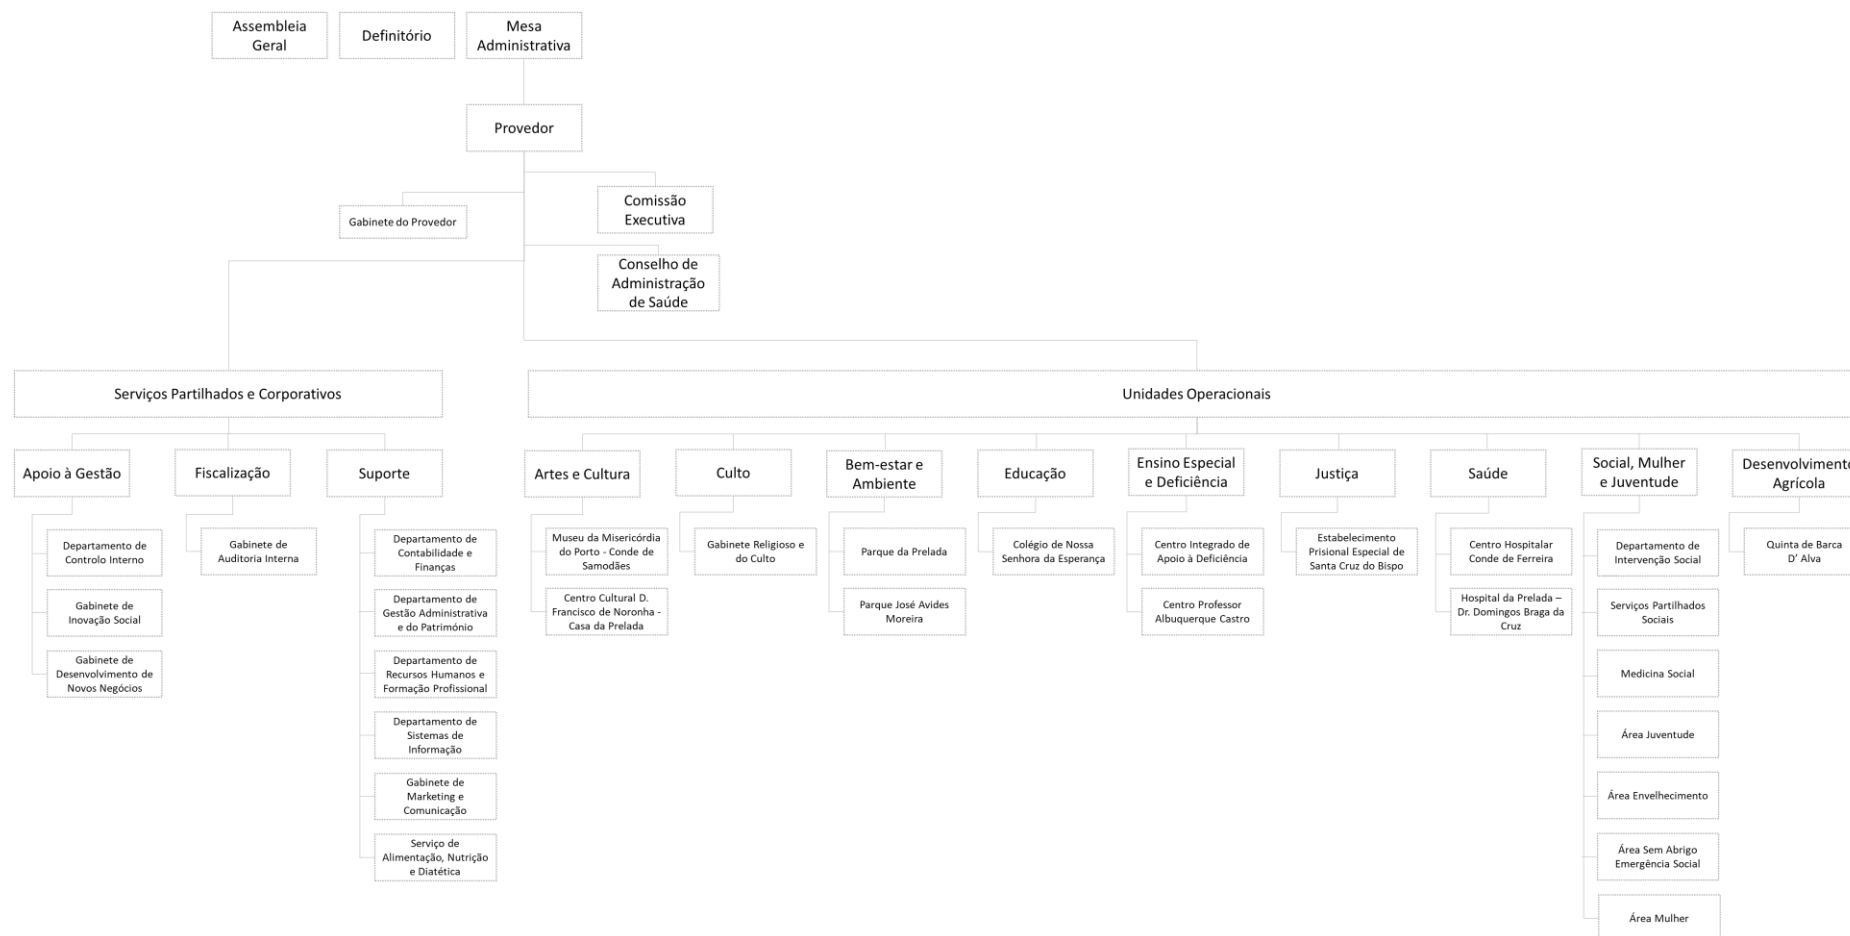 Assembleia
Geral
Definitório
Mesa
Administrativa
Provedor
Gabinete do Provedor
Comissão
Executiva
Conselho de
Administração
de Saúde
Serviços Partilhados e Corporativos
Unidades Operacionais
Apoio à Gestão
Departamento de
Controlo Interno
Gabinete de
Inovação Social
Gabinete de
Desenvolvimento de
Novos Negócios
Fiscalização
Gabinete de
Auditoria Interna
Suporte
Departamento de
Contabilidade e
Finanças
Departamento de
Gestão Administrativa
e do Património
Departamento de
Recursos Humanos e
Formação Profissional
Departamento de
Sistemas de
Informação
Gabinete de
Marketing e
Comunicação
Serviço de
Alimentação, Nutrição
e Diatética
Artes e Cultura
Museu da Misericórdia
do Porto - Conde de
Samodães
Centro Cultural D.
Francisco de Noronha -
Casa da Prelada
Culto
Gabinete Religioso e
do Culto
Bem-estar e
Ambiente
Parque da Prelada
Parque José Avides
Moreira
Educação
Colégio de Nossa
Senhora da Esperança
Ensino Especial
e Deficiência
Centro Integrado de
Apoio à Deficiência
Centro Professor
Albuquerque Castro
Justiça
Estabelecimento
Prisional Especial de
Santa Cruz do Bispo
Saúde
Centro Hospitalar
Conde de Ferreira
Hospital da Prelada –
Dr. Domingos Braga da
Cruz
Social, Mulher
e Juventude
Departamento de
Intervenção Social
Serviços Partilhados
Sociais
Medicina Social
Área Juventude
Área Envelhecimento
Área Sem Abrigo
Emergência Social
Área Mulher
Desenvolvimento
Agrícola
Quinta de Barca
D' Alva